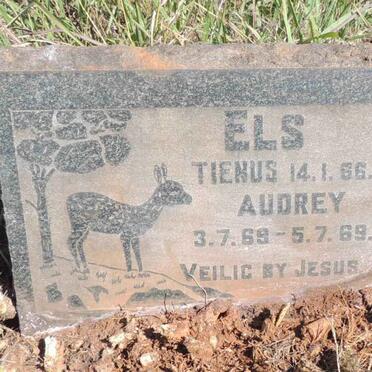 ELS
TIENUS 14.1.66.
AUDREY
3.7.69 - 5.7.69.
VEILIG BY JESUS